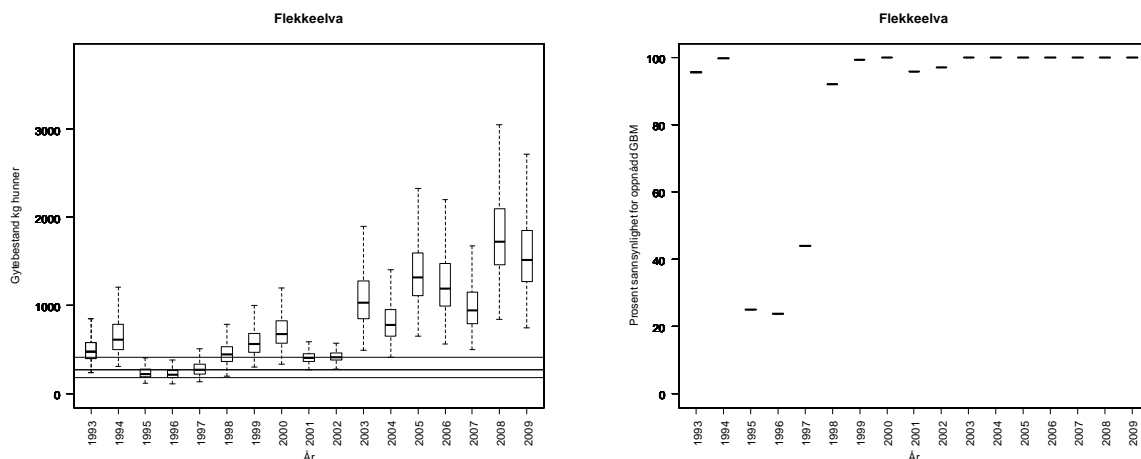 Flekkeelva
Gytebestand kg hunner
3000
2000
1000
0
1993 1994 1995 1996 1997 1998 1999 2000 2001 2002 2003 2004 2005 2006 2007 2008 2009
År
Flekkeelva
Prosent sannsynlighet for oppnådd GBM
100
80
60
40
20
0
1993 1994 1995 1996 1997 1998 1999 2000 2001 2002 2003 2004 2005 2006 2007 2008 2009
År